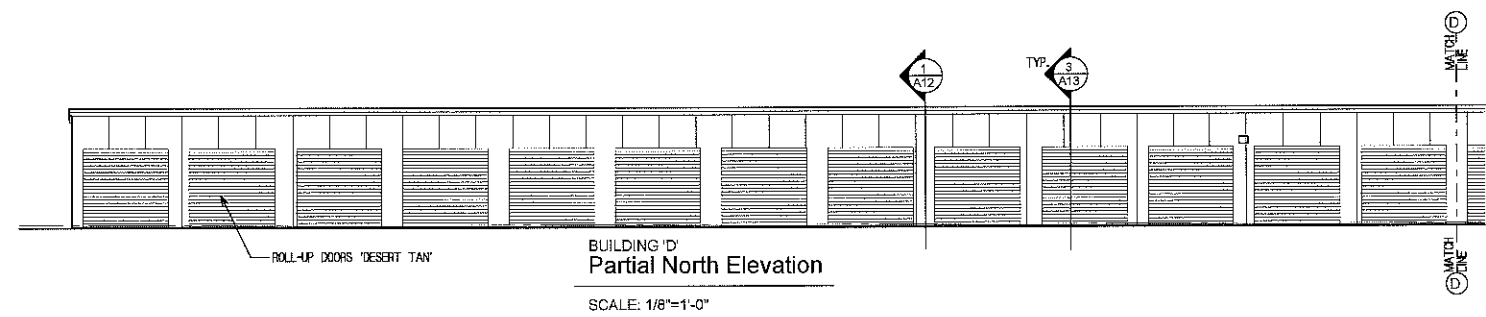 D
MATCH
LINE
1
A12
TYP.
3
A13
ROLL-UP DOORS 'DESERT TAN'
BUILDING 'D'
Partial North Elevation
SCALE: 1/8"=1'-0"
MATCH
LINE
D